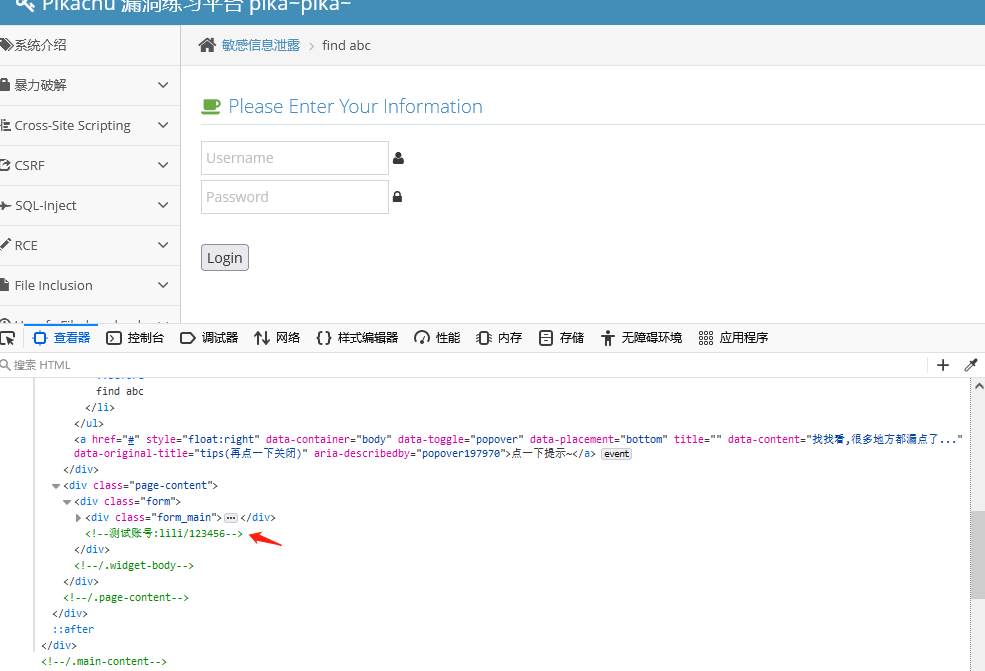 Pikachu 漏洞练习平台 pika~pika~
系统介绍
敏感信息泄露 > find abc
暴力破解
Please Enter Your Information
Cross-Site Scripting
Username
CSRF
Password
SQL-Inject
RCE
Login
File Inclusion
查看器 控制台 调试器 网络 {} 样式编辑器 性能 内存 存储 无障碍环境 应用程序
搜索 HTML
find abc
</li>
</ul>
<a href="#" style="float:right" data-container="body" data-toggle="popover" data-placement="bottom" title="" data-content="找找看,很多地方都漏点了..."
data-original-title="tips(再点一下关闭)" aria-describedby="popover197970">点一下提示~</a> event
</div>
<div class="page-content">
<div class="form">
<div class="form_main">...</div>
<!--测试账号:lili/123456-->
</div>
<!--/.widget-body-->
</div>
<!--/.page-content-->
</div>
::after
</div>
<!--/.main-content-->